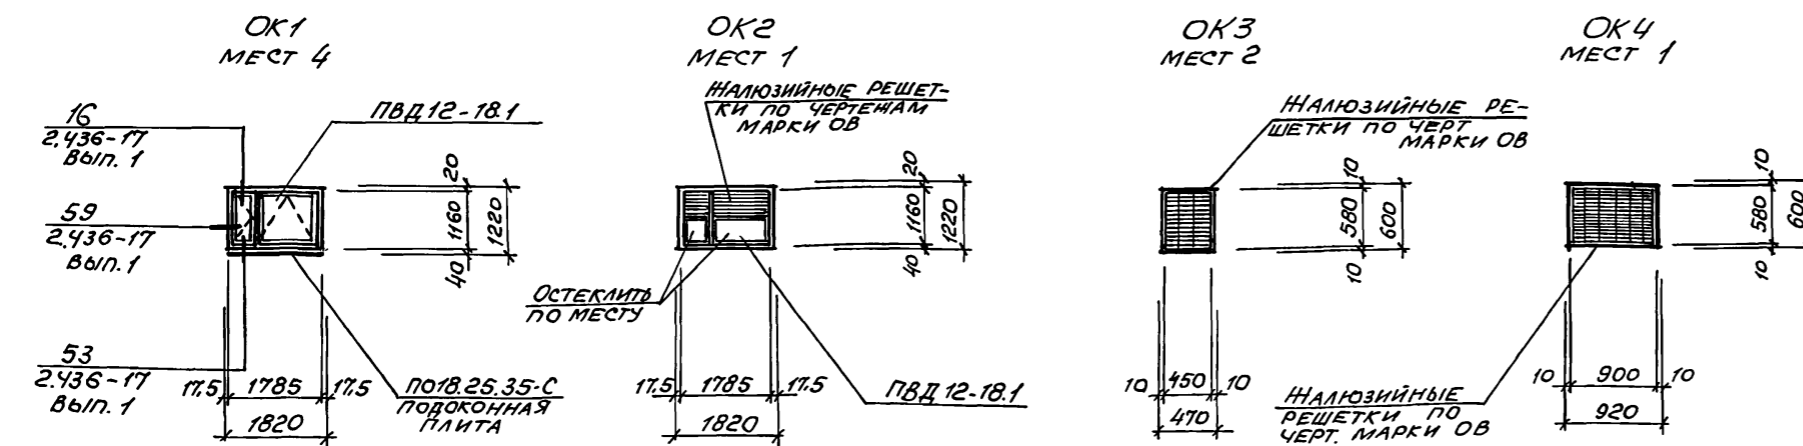 ОК1
МЕСТ 4
16
2.436-17
ВЫП. 1
59
2.436-17
ВЫП. 1
53
2.436-17
ВЫП. 1
ПВД12-18.1
20
1160
1220
40
17.5
1785
17.5
1820
ПО18.25.35-С
ПОДОКОННАЯ
ПЛИТА
ОК2
МЕСТ 1
ЖАЛЮЗИЙНЫЕ РЕШЕТ-
КИ ПО ЧЕРТЕЖАМ
МАРКИ ОВ
20
1160
1220
40
ОСТЕКЛИТЬ
ПО МЕСТУ
17.5
1785
17.5
1820
ПВД 12-18.1
ОК3
МЕСТ 2
ЖАЛЮЗИЙНЫЕ РЕ-
ШЕТКИ ПО ЧЕРТ
МАРКИ ОВ
10
580
600
10
10
450
10
470
ОК4
МЕСТ 1
10
580
600
10
ЖАЛЮЗИЙНЫЕ
РЕШЕТКИ ПО
ЧЕРТ. МАРКИ ОВ
10
900
10
920